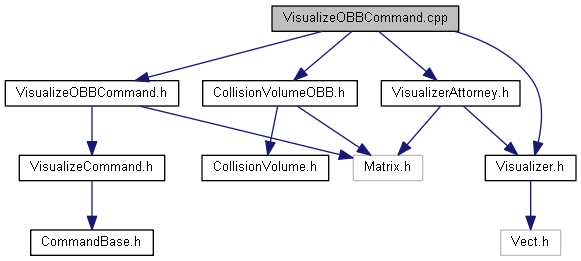 VisualizeOBBCommand.cpp
VisualizeOBBCommand.h
CollisionVolumeOBB.h
VisualizerAttorney.h
VisualizeCommand.h
CollisionVolume.h
Matrix.h
Visualizer.h
CommandBase.h
Vect.h